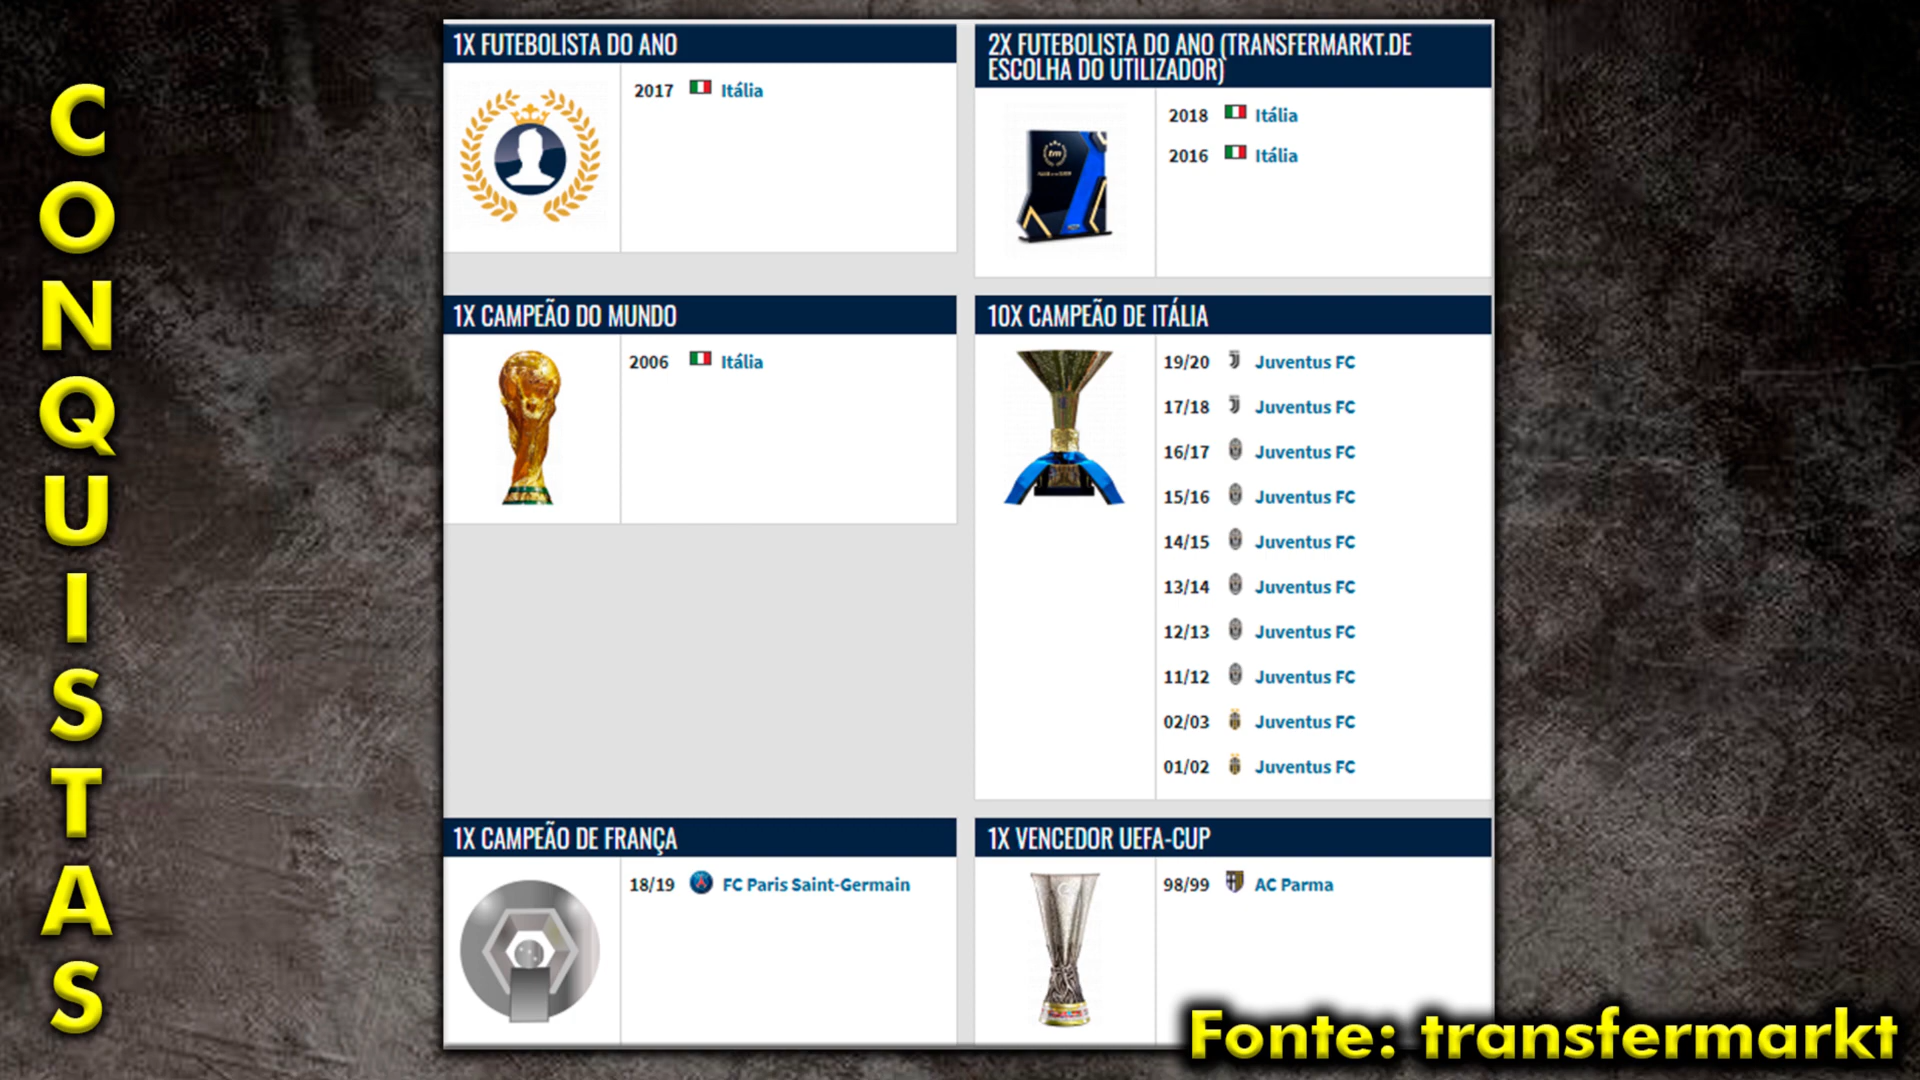 CONQUISTAS
1X FUTEBOLISTA DO ANO
2017 Itália
2X FUTEBOLISTA DO ANO (TRANSFERMARKT.DE
ESCOLHA DO UTILIZADOR)
tm
2018 Itália
2016 Itália
1X CAMPEÃO DO MUNDO
2006 Itália
10X CAMPEÃO DE ITÁLIA
19/20 Juventus FC
17/18 Juventus FC
16/17 Juventus FC
15/16 Juventus FC
14/15 Juventus FC
13/14 Juventus FC
12/13 Juventus FC
11/12 Juventus FC
02/03 Juventus FC
01/02 Juventus FC
1X CAMPEÃO DE FRANÇA
18/19 FC Paris Saint-Germain
1X VENCEDOR UEFA-CUP
98/99 AC Parma
Fonte: transfermarkt